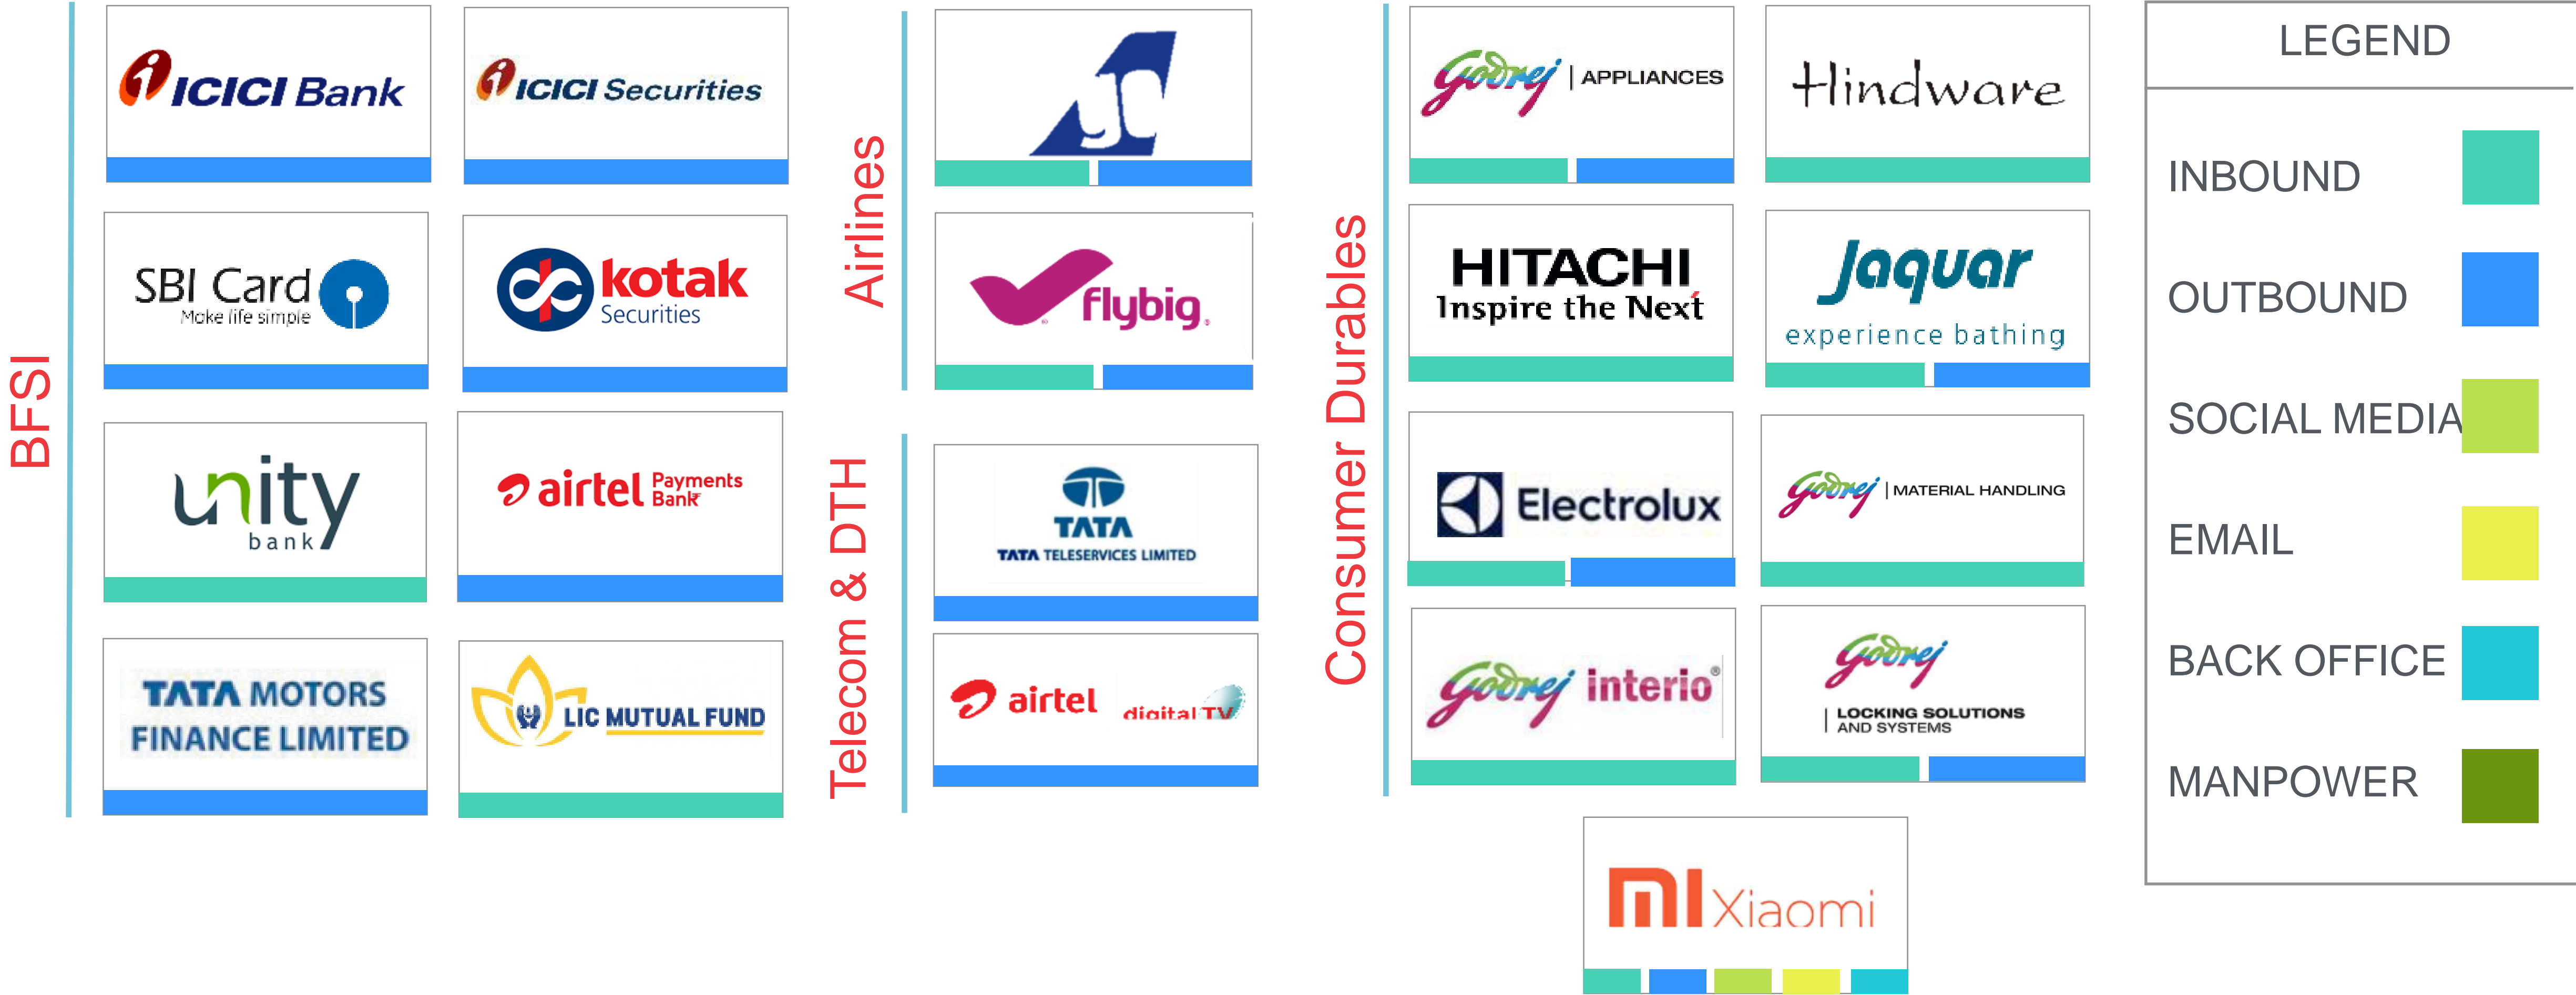 BFSI
ICICI Bank
ICICI Securities
SBI Card
Make life simple
kotak
Securities
unity
bank
airtel Payments
Bank
TATA MOTORS
FINANCE LIMITED
LIC MUTUAL FUND
Airlines
flybig
Telecom & DTH
TATA
TATA TELESERVICES LIMITED
airtel digital TV
Consumer Durables
Godrej | APPLIANCES
Hindware
HITACHI
Inspire the Next
Jaquar
experience bathing
Electrolux
Godrej | MATERIAL HANDLING
Godrej interio®
Godrej
LOCKING SOLUTIONS
AND SYSTEMS
MI Xiaomi
LEGEND
INBOUND
OUTBOUND
SOCIAL MEDIA
EMAIL
BACK OFFICE
MANPOWER